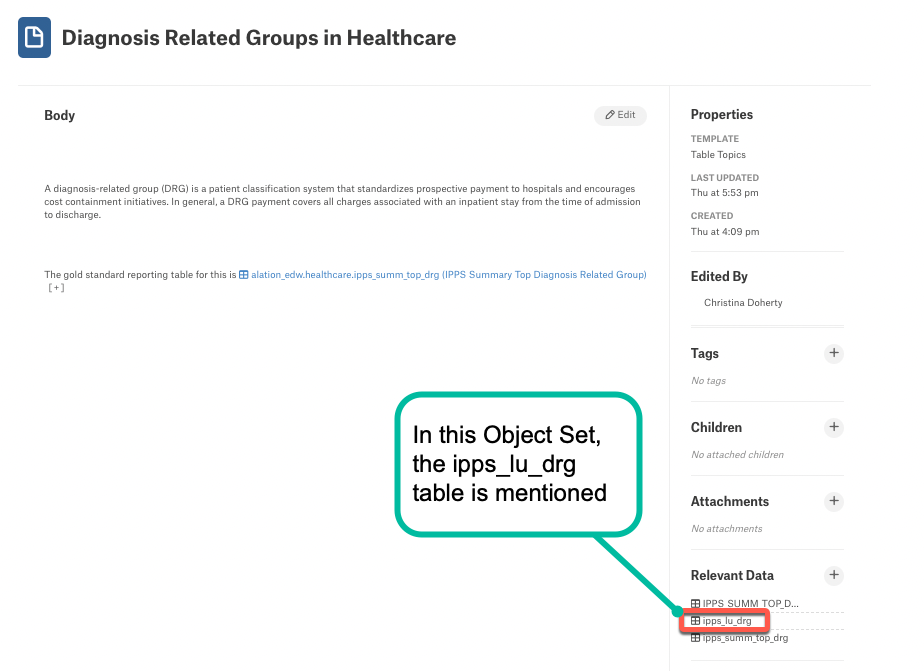 Diagnosis Related Groups in Healthcare
Body
Edit
A diagnosis-related group (DRG) is a patient classification system that standardizes prospective payment to hospitals and encourages
cost containment initiatives. In general, a DRG payment covers all charges associated with an inpatient stay from the time of admission
to discharge.
The gold standard reporting table for this is alation_edw.healthcare.ipps_summ_top_drg (IPPS Summary Top Diagnosis Related Group)
[+]
In this Object Set,
the ipps_lu_drg
table is mentioned
Properties
TEMPLATE
Table Topics
LAST UPDATED
Thu at 5:53 pm
CREATED
Thu at 4:09 pm
Edited By
Christina Doherty
Tags
+
No tags
Children
+
No attached children
Attachments
+
No attachments
Relevant Data
+
IPPS SUMM TOP_D...
ipps_lu_drg
ipps_summ_top_drg